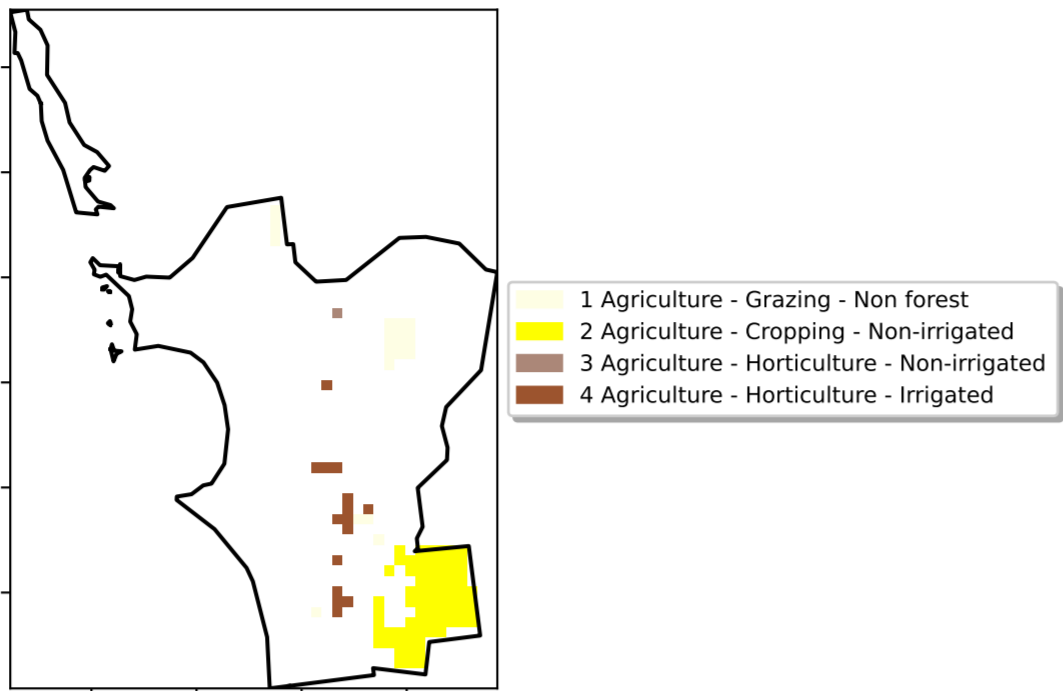 1 Agriculture - Grazing - Non forest
2 Agriculture - Cropping - Non-irrigated
3 Agriculture - Horticulture - Non-irrigated
4 Agriculture - Horticulture - Irrigated